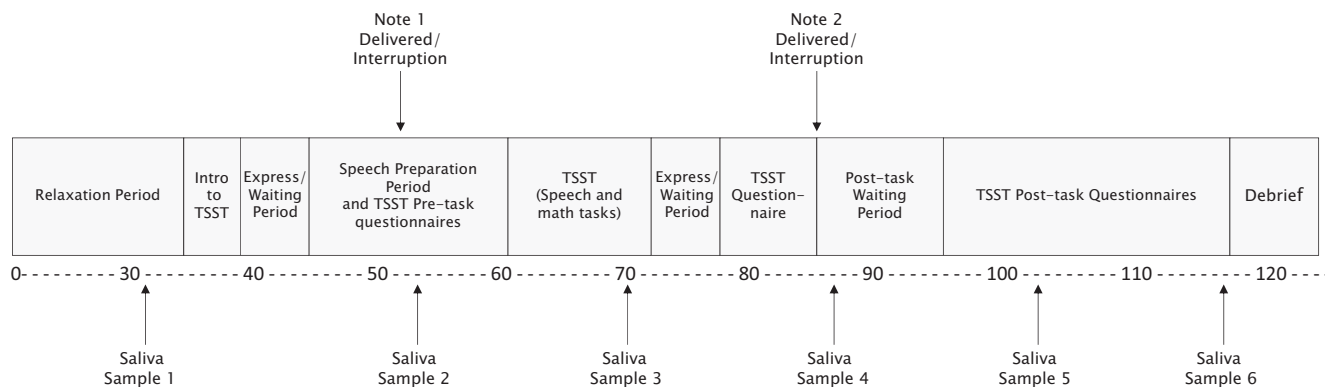 Note 1
Delivered/
Interruption
Note 2
Delivered/
Interruption
Relaxation Period
Intro
to
TSST
Express/
Waiting
Period
Speech Preparation
Period
and TSST Pre-task
questionnaires
TSST
(Speech and
math tasks)
Express/
Waiting
Period
TSST
Question-
naire
Post-task
Waiting
Period
TSST Post-task Questionnaires
Debrief
0- - - - - - - - - 30 - - - - - - - - - 40 - - - - - - - - - 50 - - - - - - - - - 60 - - - - - - - - - 70 - - - - - - - - - 80 - - - - - - - - - 90 - - - - - - - - - 100 - - - - - - - - - 110 - - - - - - - - - 120 - - - -
Saliva
Sample 1
Saliva
Sample 2
Saliva
Sample 3
Saliva
Sample 4
Saliva
Sample 5
Saliva
Sample 6